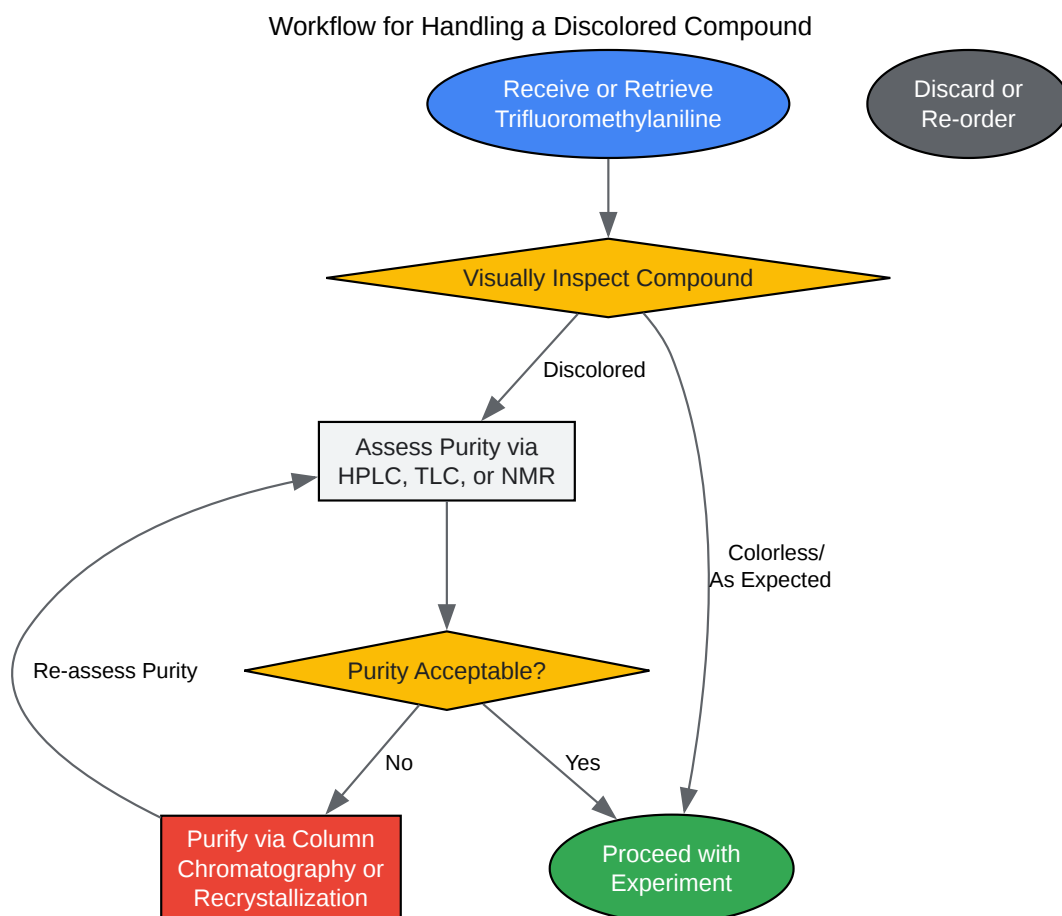 Workflow for Handling a Discolored Compound
Receive or Retrieve
Trifluoromethylaniline
Discard or
Re-order
Visually Inspect Compound
Discolored
Assess Purity via
HPLC, TLC, or NMR
Colorless/
As Expected
Re-assess Purity
Purity Acceptable?
No
Yes
Purify via Column
Chromatography or
Recrystallization
Proceed with
Experiment